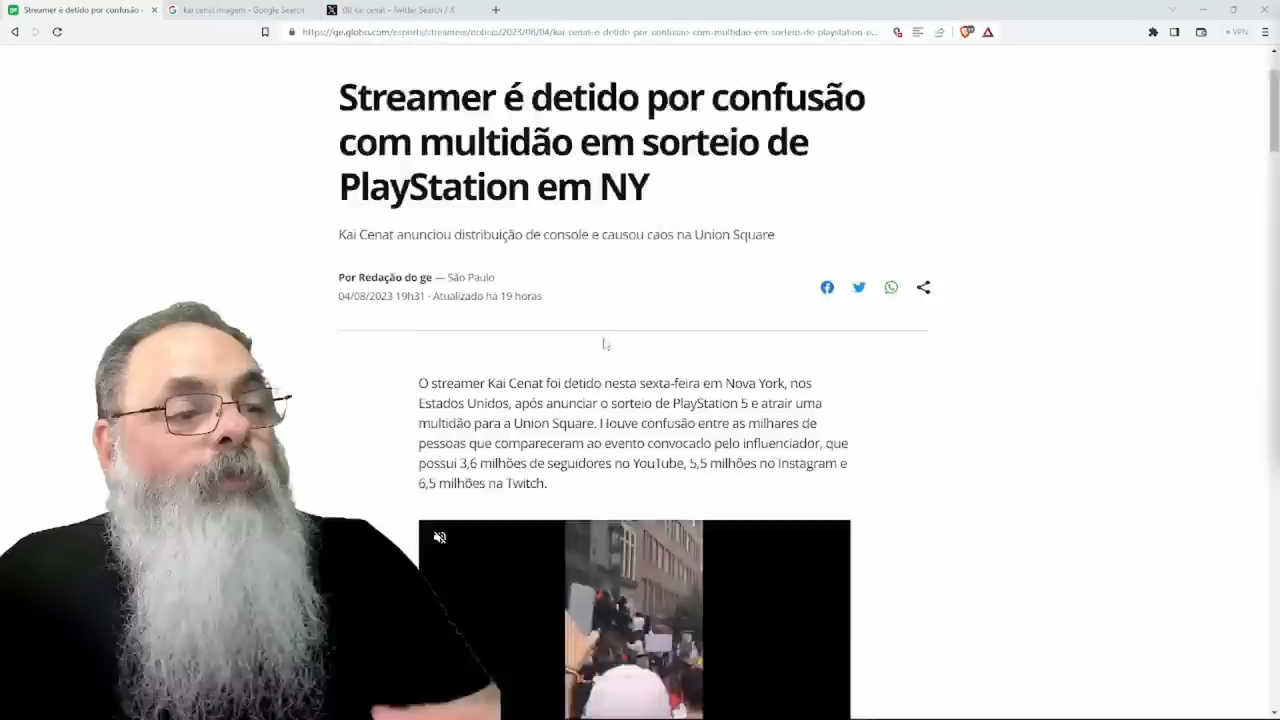 Streamer é detido por confusão
kai cenat imagem - Google Search
(8) kai cenat - Twitter Search / X
https://ge.globo.com/esports/streamers/noticia/2023/08/04/kai-cenat-e-detido-por-confusao-com-multidao-em-sorteio-de-playstation-e...
VPN
Streamer é detido por confusão
com multidão em sorteio de
PlayStation em NY
Kai Cenat anunciou distribuição de console e causou caos na Union Square
Por Redação do ge — São Paulo
04/08/2023 19h31 · Atualizado há 19 horas
O streamer Kai Cenat foi detido nesta sexta-feira em Nova York, nos
Estados Unidos, após anunciar o sorteio de PlayStation 5 e atrair uma
multidão para a Union Square. Houve confusão entre as milhares de
pessoas que compareceram ao evento convocado pelo influenciador, que
possui 3,6 milhões de seguidores no YouTube, 5,5 milhões no Instagram e
6,5 milhões na Twitch.